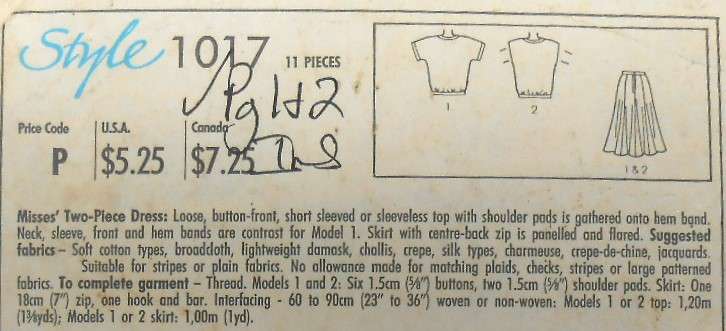 Style 1017 11 PIECES
Pg 142
Price Code U.S.A. Canada
P $5.25 $7.25
1 2
1 & 2
Misses' Two-Piece Dress: Loose, button-front, short sleeved or sleeveless top with shoulder pads is gathered onto hem band.
Neck, sleeve, front and hem bands are contrast for Model 1. Skirt with centre-back zip is panelled and flared. Suggested
fabrics – Soft cotton types, broadcloth, lightweight damask, challis, crepe, silk types, charmeuse, crepe-de-chine, jacquards.
Suitable for stripes or plain fabrics. No allowance made for matching plaids, checks, stripes or large patterned
fabrics. To complete garment – Thread. Models 1 and 2: Six 1.5cm (⅝") buttons, two 1.5cm (⅝") shoulder pads. Skirt: One
18cm (7") zip, one hook and bar. Interfacing - 60 to 90cm (23" to 36") woven or non-woven: Models 1 or 2 top: 1,20m
(1⅜yds); Models 1 or 2 skirt: 1,00m (1yd).